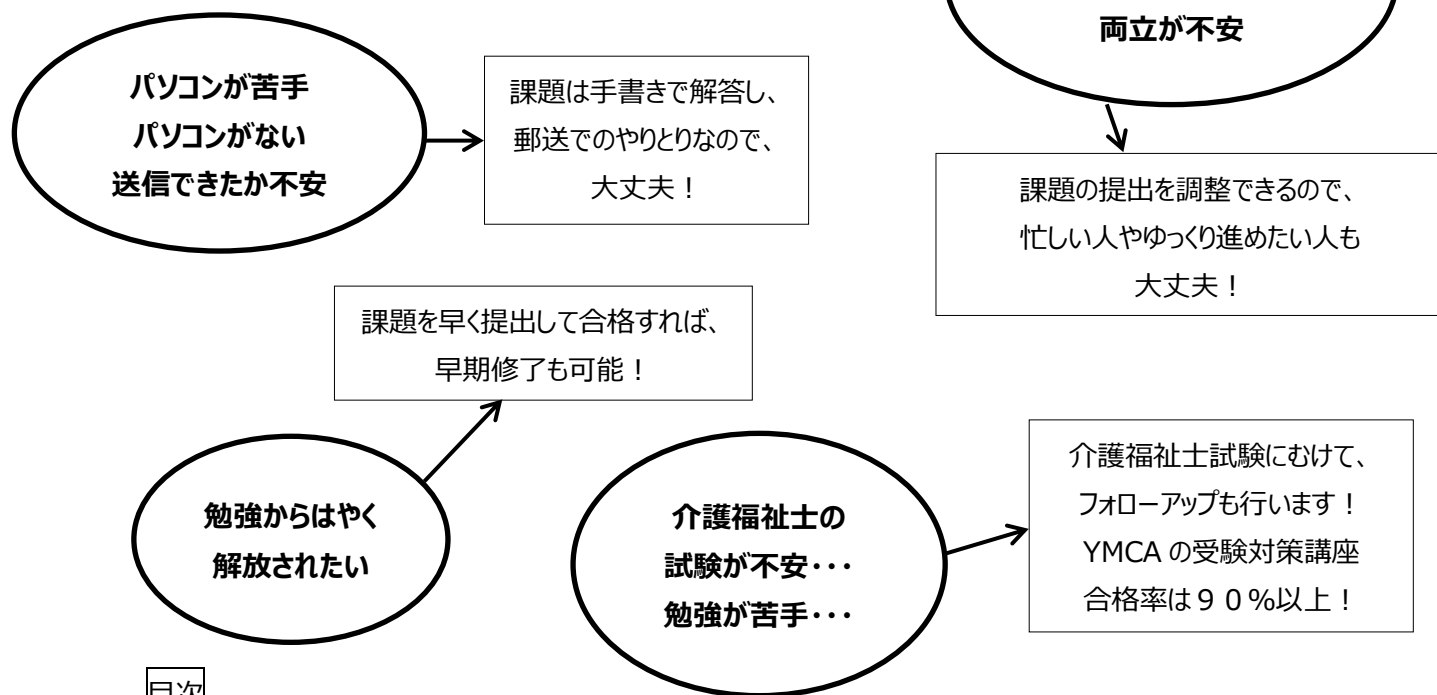 両立が不安
パソコンが苦手
パソコンがない
送信できたか不安
課題は手書きで解答し、
郵送でのやりとりなので、
大丈夫！
課題の提出を調整できるので、
忙しい人やゆっくり進めたい人も
大丈夫！
課題を早く提出して合格すれば、
早期修了も可能！
勉強からはやく
解放されたい
介護福祉士の
試験が不安･･･
勉強が苦手･･･
介護福祉士試験にむけて、
フォローアップも行います！
YMCA の受験対策講座
合格率は９０％以上！
目次